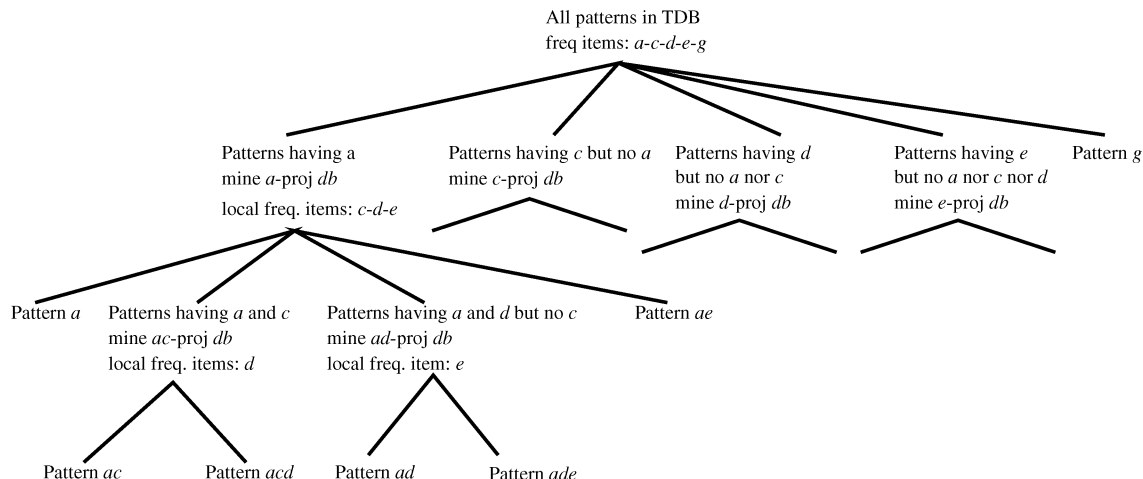 All patterns in TDB
freq items: a-c-d-e-g
Patterns having a
mine a-proj db
local freq. items: c-d-e
Patterns having c but no a
mine c-proj db
Patterns having d
but no a nor c
mine d-proj db
Patterns having e
but no a nor c nor d
mine e-proj db
Pattern g
Pattern a
Patterns having a and c
mine ac-proj db
local freq. items: d
Patterns having a and d but no c
mine ad-proj db
local freq. item: e
Pattern ae
Pattern ac
Pattern acd
Pattern ad
Pattern ade